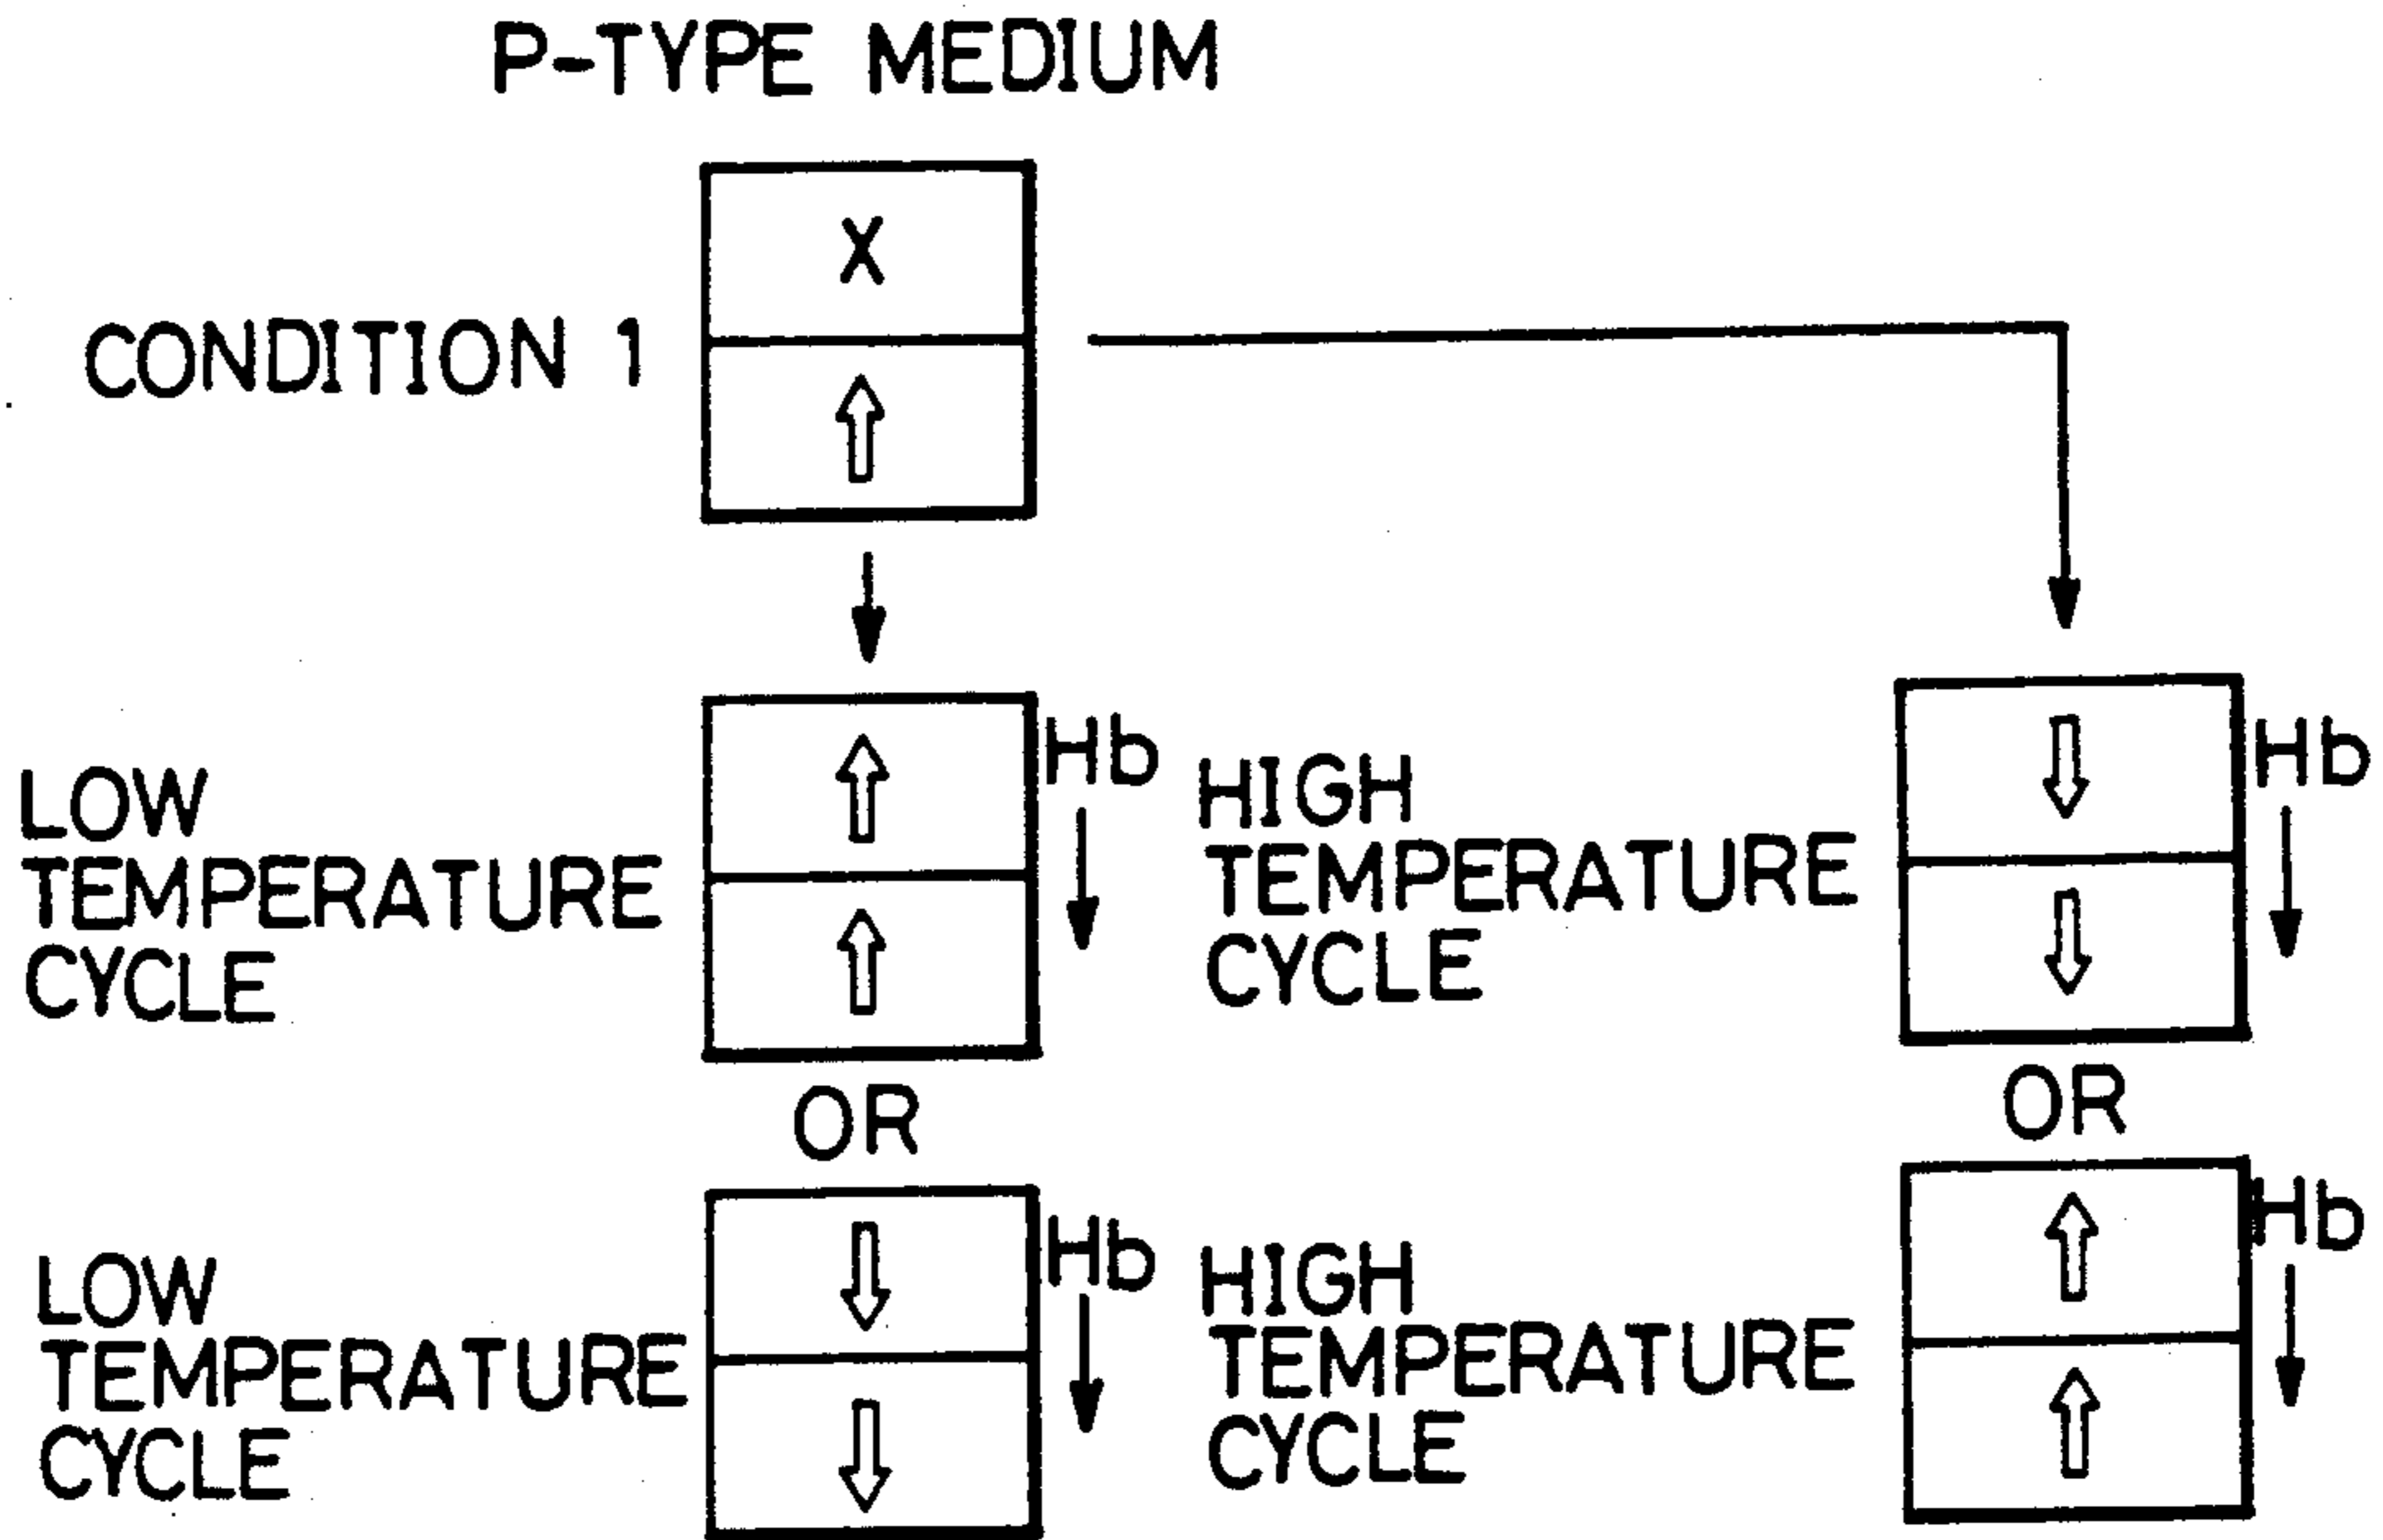 P-TYPE MEDIUM
X
CONDITION 1
Hb
LOW
TEMPERATURE
CYCLE
HIGH
TEMPERATURE
CYCLE
Hb
OR
OR
LOW
TEMPERATURE
CYCLE
Hb
HIGH
TEMPERATURE
CYCLE
Hb